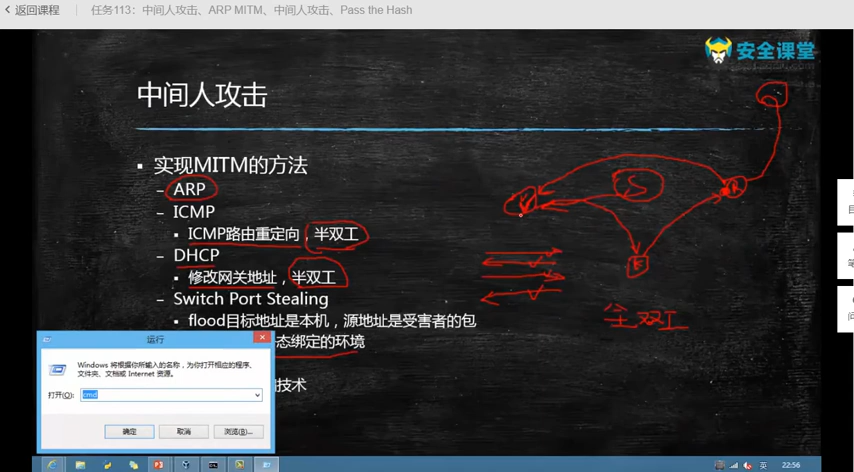 返回课程
任务113：中间人攻击、ARP MITM、中间人攻击、Pass the Hash
安全课堂
中间人攻击
实现MITM的方法
– ARP
– ICMP
ICMP路由重定向，半双工
– DHCP
修改网关地址，半双工
– Switch Port Stealing
flood目标地址是本机，源地址是受害者的包
态绑定的环境
技术
S
R
K
全双工
运行
Windows 将根据你所输入的名称，为你打开相应的程序、
文件夹、文档或 Internet 资源。
打开(O):
cmd
确定
取消
浏览(B)...
英
22:56